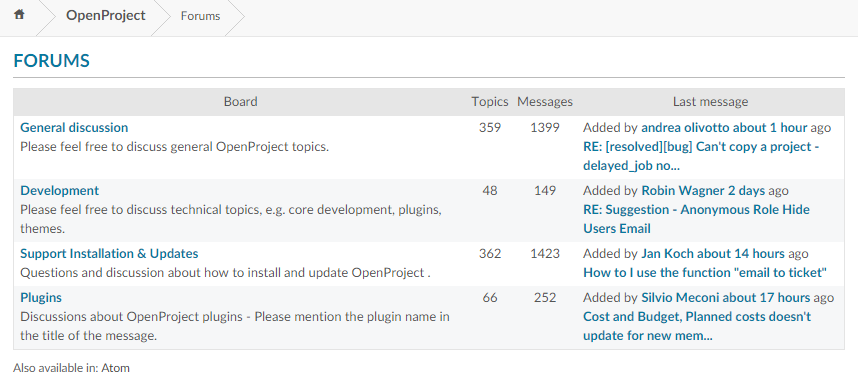 OpenProject Forums
FORUMS
Board Topics Messages Last message
General discussion 359 1399 Added by andrea olivotto about 1 hour ago
Please feel free to discuss general OpenProject topics. RE: [resolved][bug] Can't copy a project -
delayed_job no...
Development 48 149 Added by Robin Wagner 2 days ago
Please feel free to discuss technical topics, e.g. core development, plugins, RE: Suggestion - Anonymous Role Hide
themes. Users Email
Support Installation & Updates 362 1423 Added by Jan Koch about 14 hours ago
Questions and discussion about how to install and update OpenProject . How to I use the function "email to ticket"
Plugins 66 252 Added by Silvio Meconi about 17 hours ago
Discussions about OpenProject plugins - Please mention the plugin name in Cost and Budget, Planned costs doesn't
the title of the message. update for new mem...
Also available in: Atom